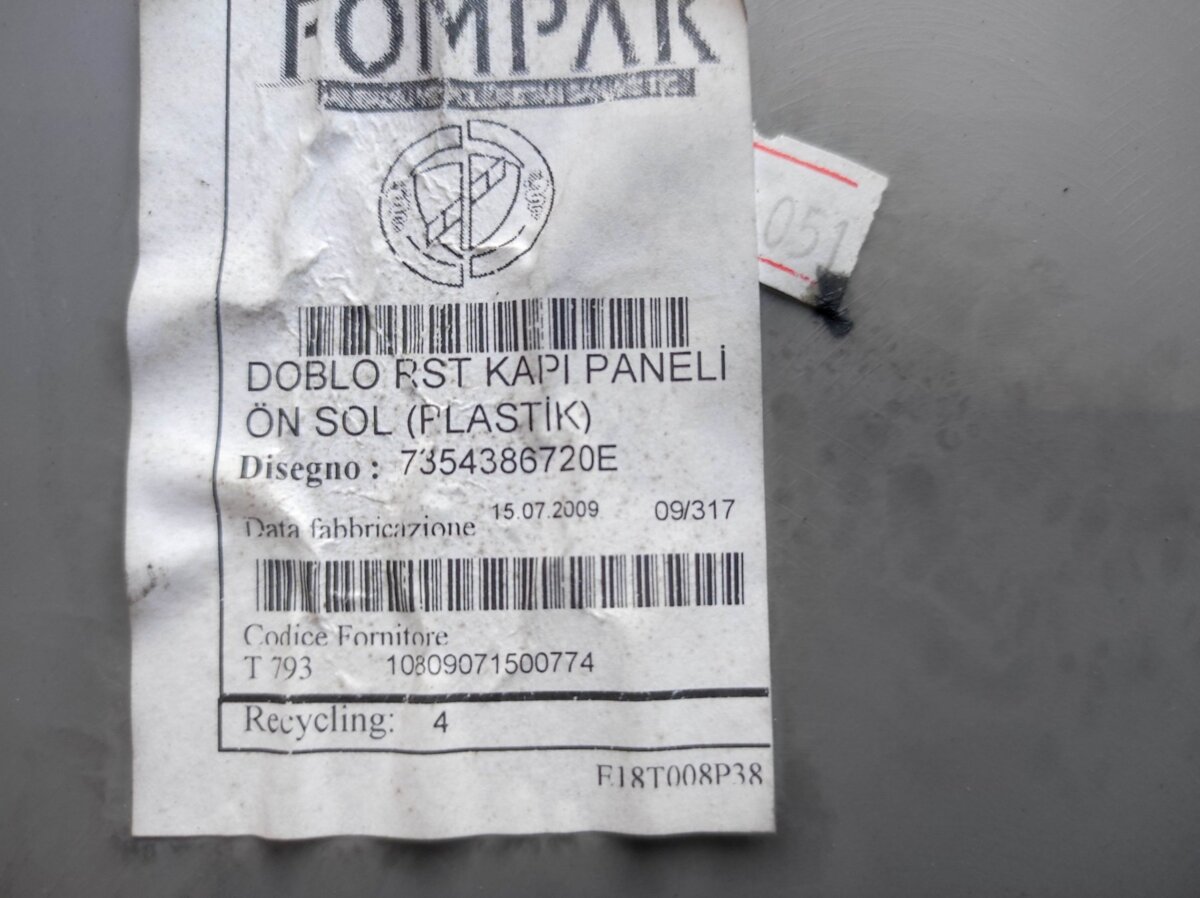 FOMPAK
051
DOBLO RST KAPI PANELİ
ÖN SOL (PLASTİK)
Disegno : 7354386720E
Data fabbricazione 15.07.2009 09/317
Codice Fornitore
T 793 10809071500774
Recycling: 4
E18T008P38